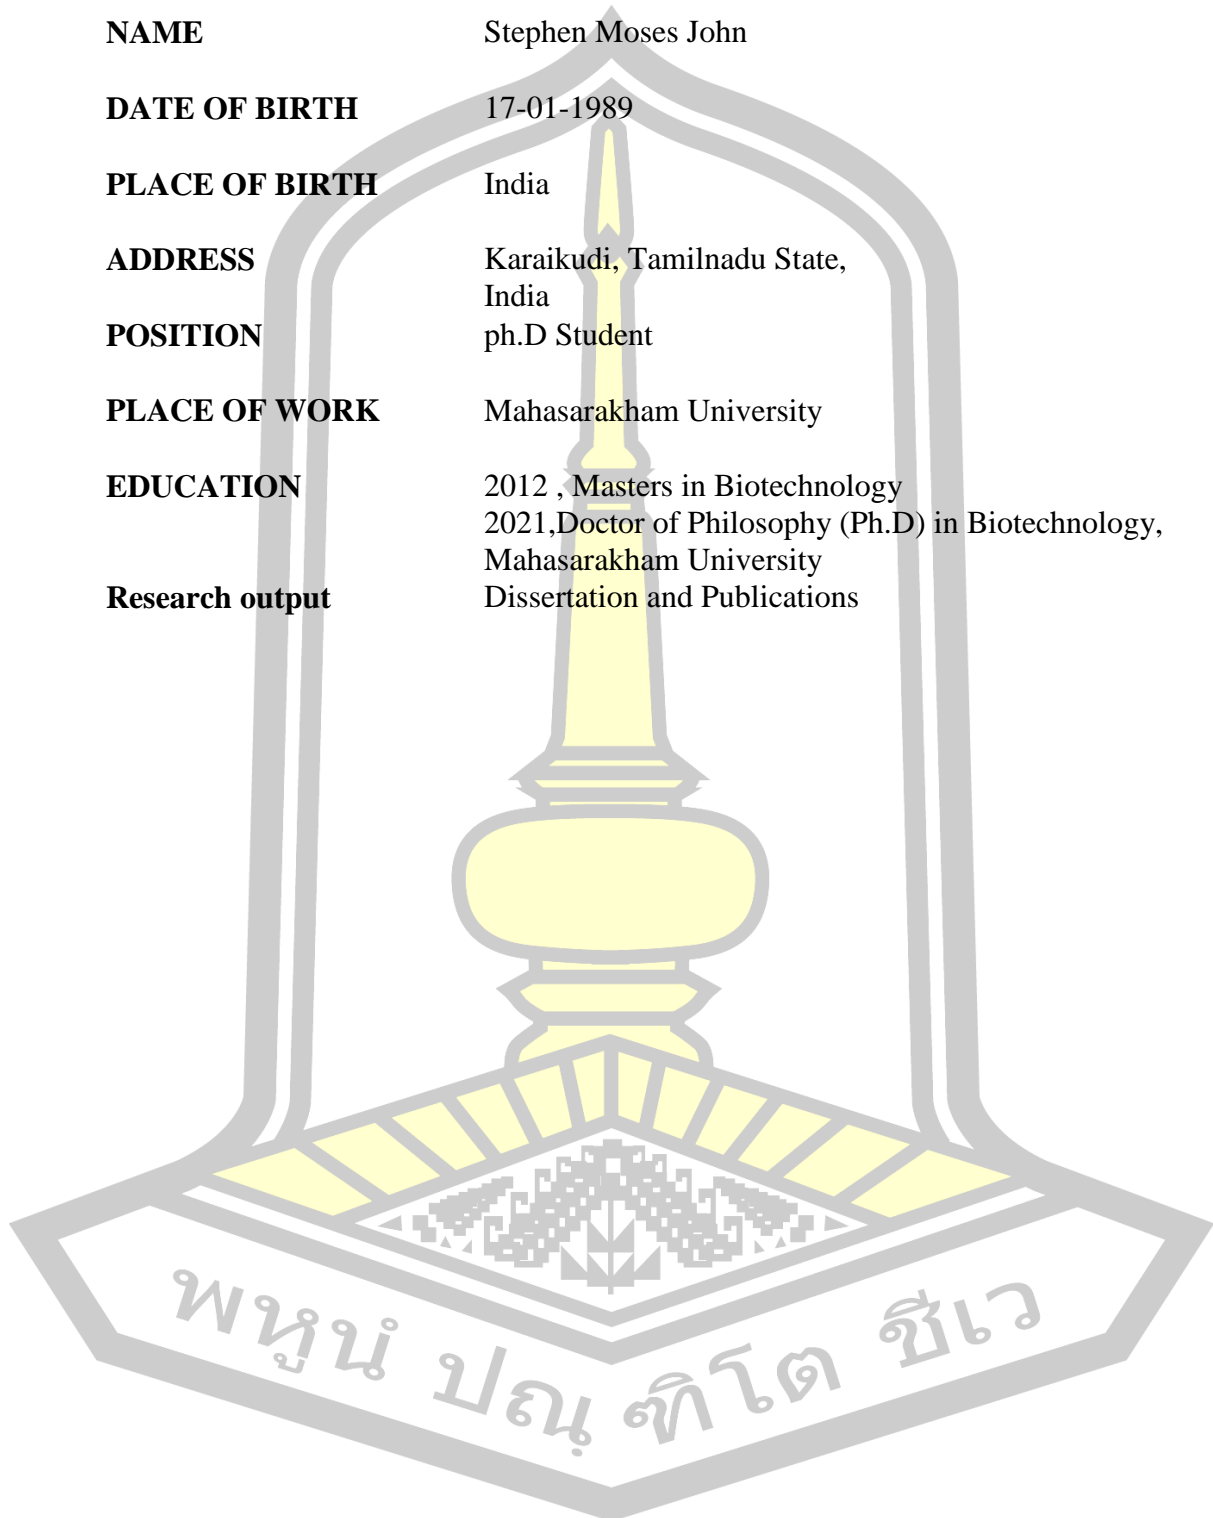 NAME Stephen Moses John
DATE OF BIRTH 17-01-1989
PLACE OF BIRTH India
ADDRESS Karaikudi, Tamilnadu State,
India
POSITION ph.D Student
PLACE OF WORK Mahasarakham University
EDUCATION 2012 , Masters in Biotechnology
2021,Doctor of Philosophy (Ph.D) in Biotechnology,
Mahasarakham University
Research output Dissertation and Publications
พหูนํ ปณฺฑิโต ชีเว